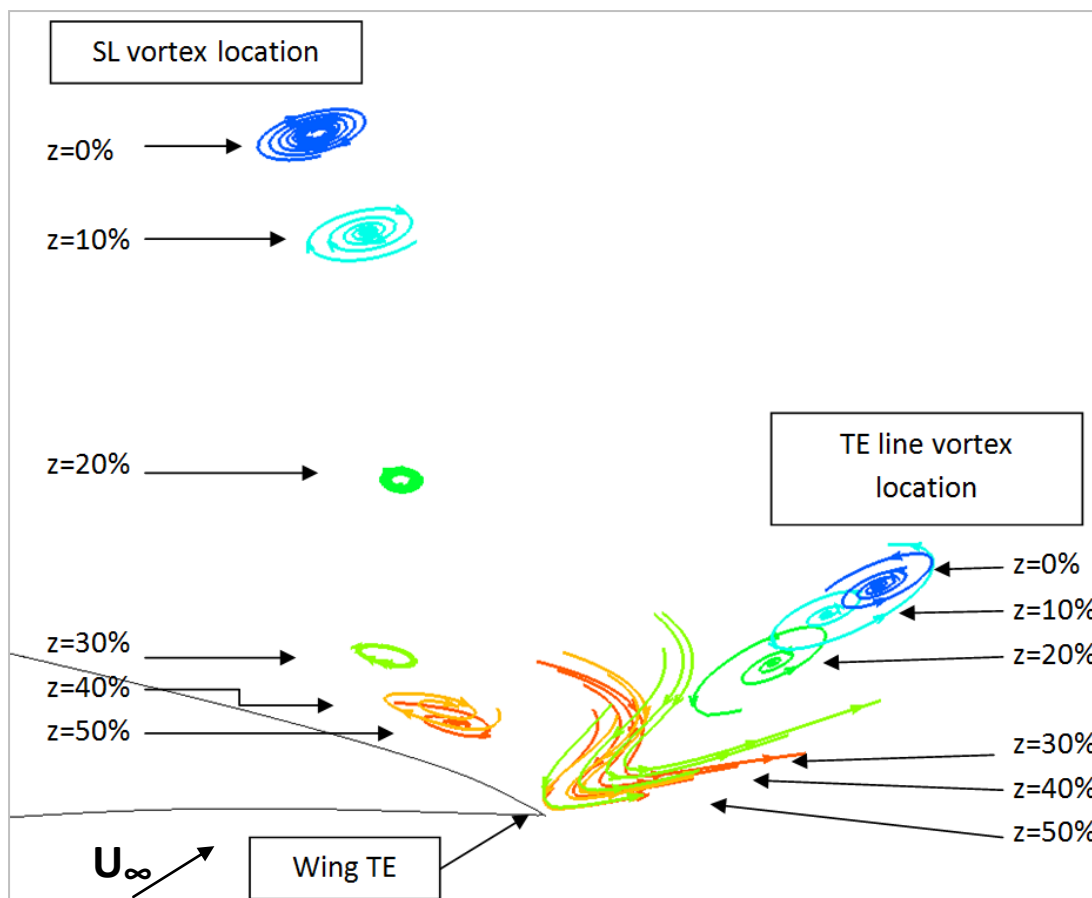 SL vortex location
z=0%
z=10%
z=20%
z=30%
z=40%
z=50%
TE line vortex
location
z=0%
z=10%
z=20%
z=30%
z=40%
z=50%
Wing TE
U∞